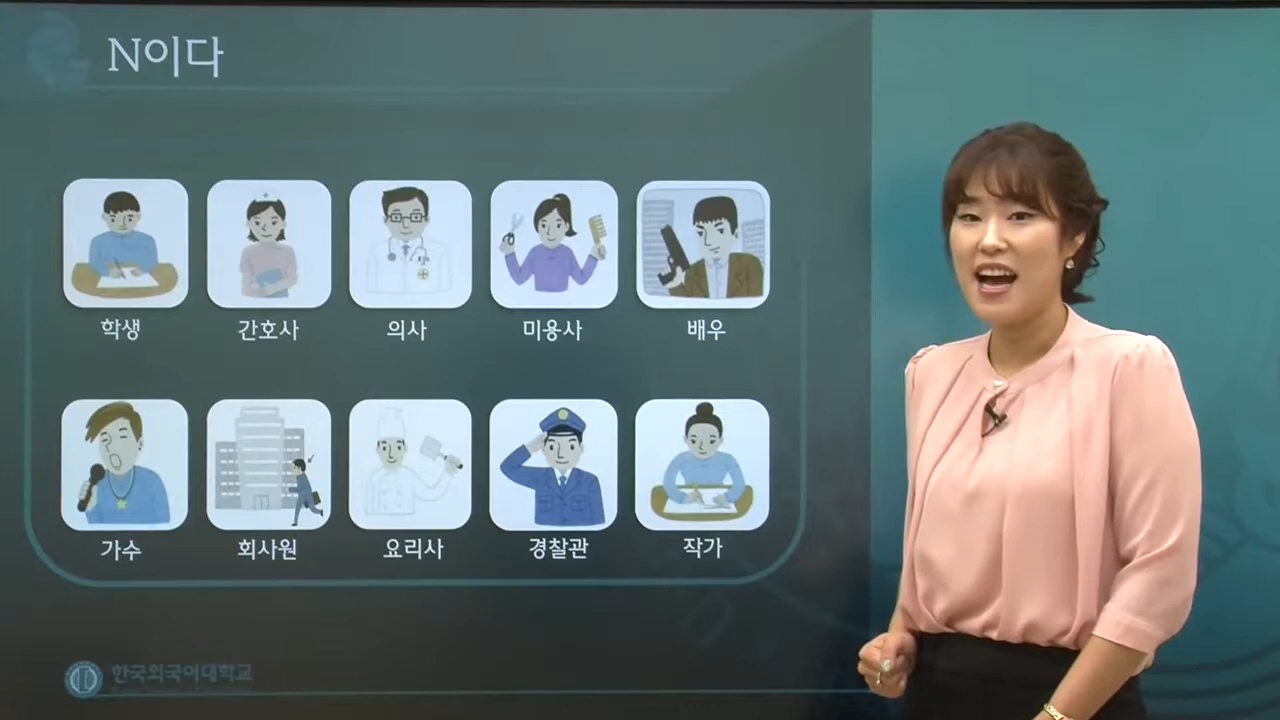 N이다
학생 간호사 의사 미용사 배우
가수 회사원 요리사 경찰관 작가
한국외국어대학교